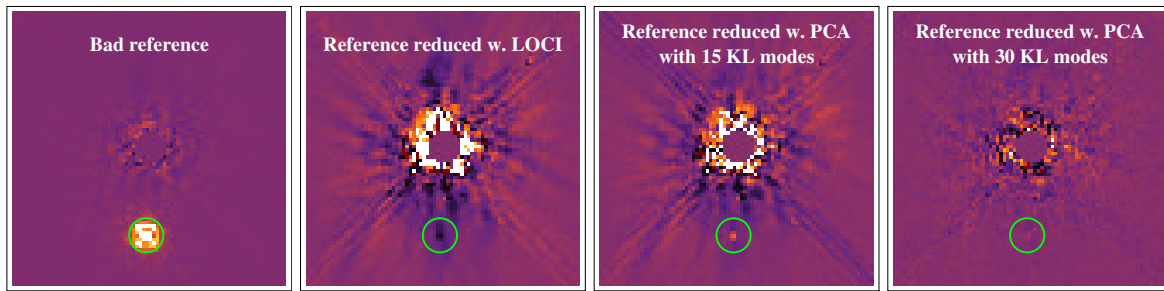 Bad reference
Reference reduced w. LOCI
Reference reduced w. PCA
with 15 KL modes
Reference reduced w. PCA
with 30 KL modes